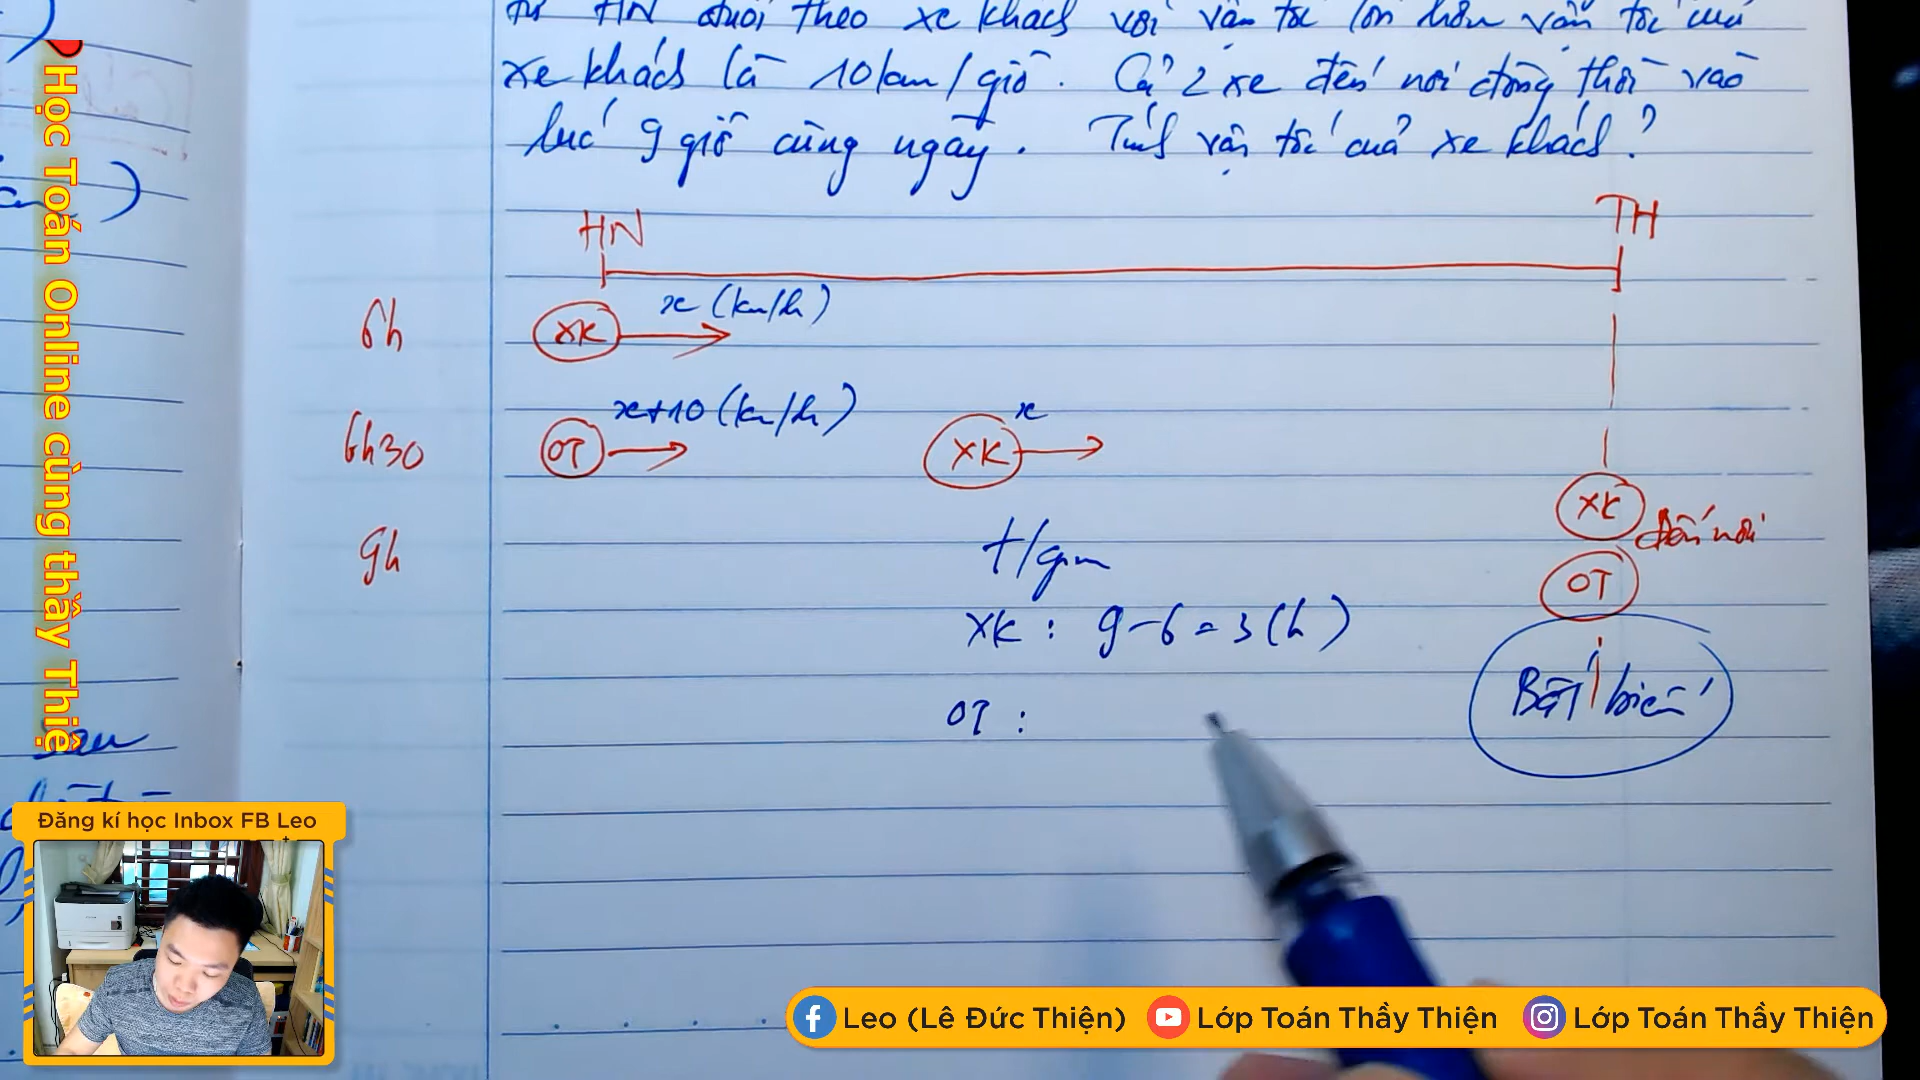 từ HN đuổi theo xe khách với vận tốc lớn hơn vận tốc của
xe khách là 10km/giờ. Cả 2 xe đến nơi đồng thời vào
lúc 9 giờ cùng ngày. Tính vận tốc của xe khách?
HN
TH
6h
XK
x (km/h)
6h30
OT
x+10 (km/h)
XK
x
9h
XK
đến nơi
OT
Bất biến
t/gian
XK : 9-6=3(h)
OT :
Học Toán Online cùng thầy Thiệ
Đăng kí học Inbox FB Leo
Leo (Lê Đức Thiện)
Lớp Toán Thầy Thiện
Lớp Toán Thầy Thiện